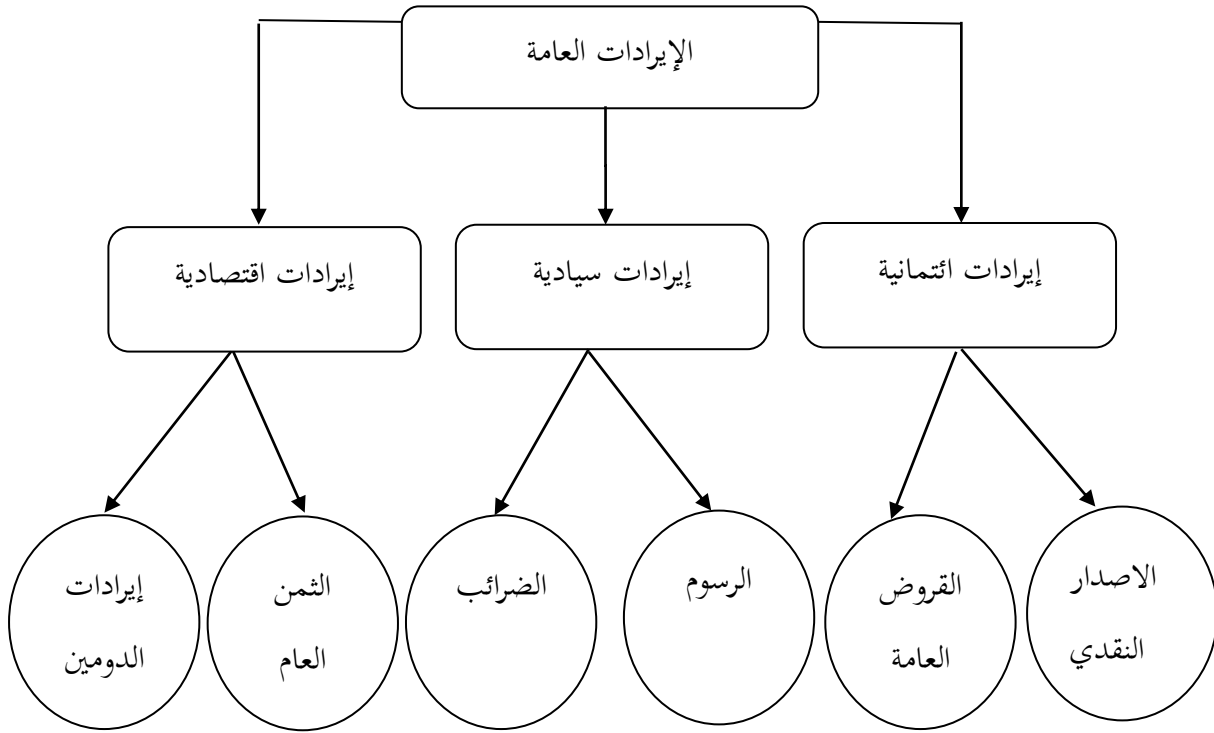 الإيرادات العامة
إيرادات ائتمانية
إيرادات سيادية
إيرادات اقتصادية
الاصدار
النقدي
القروض
العامة
الرسوم
الضرائب
الثمن
العام
إيرادات
الدومين